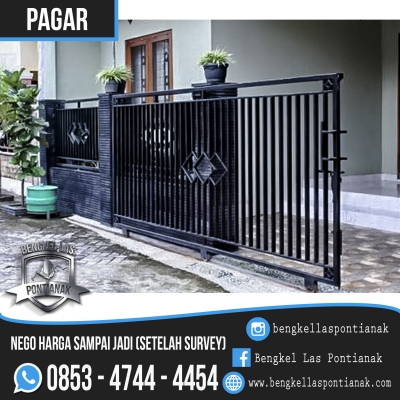 PAGAR
BENGKEL LAS
PONTIANAK
NEGO HARGA SAMPAI JADI (SETELAH SURVEY)
0853 - 4744 - 4454
bengkellaspontianak
Bengkel Las Pontianak
www.bengkellaspontianak.com